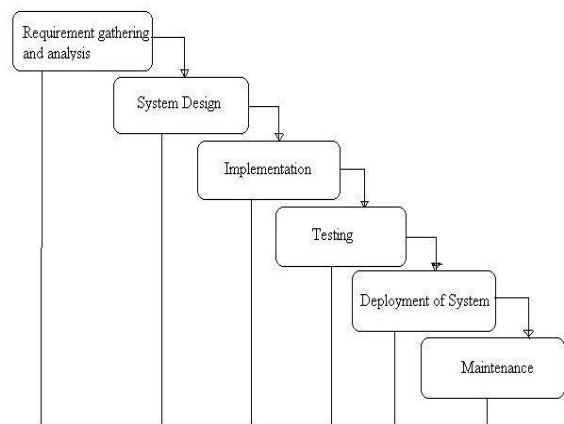 Requirement gathering
and analysis
System Design
Implementation
Testing
Deployment of System
Maintenance